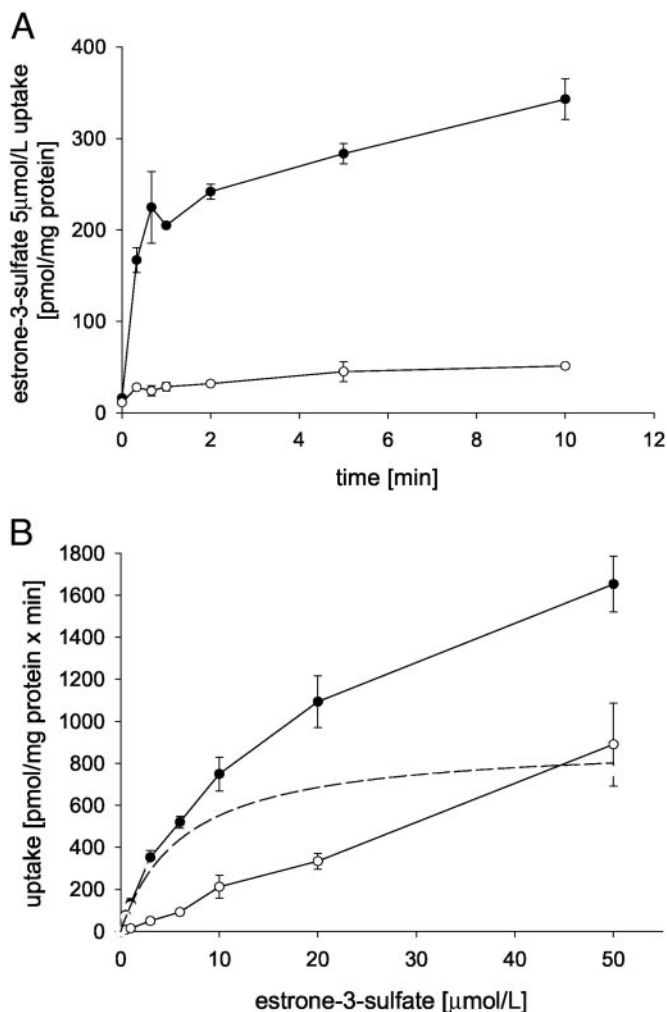 A
estrone-3-sulfate 5μmol/L uptake
[pmol/mg protein]
400
300
200
100
0
0 2 4 6 8 10 12
time [min]
B
uptake [pmol/mg protein x min]
1800
1600
1400
1200
1000
800
600
400
200
0
0 10 20 30 40 50
estrone-3-sulfate [μmol/L]